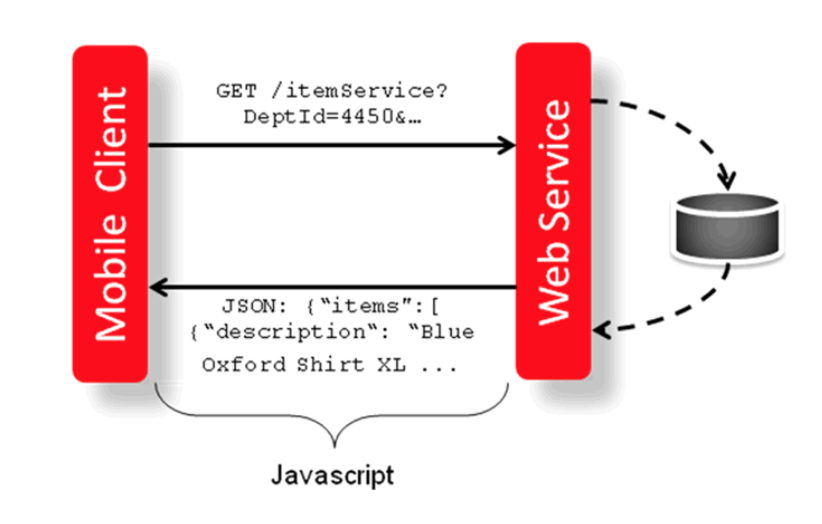 Mobile Client
GET /itemService?
DeptId=4450&…
Web Service
JSON: {“items”:[
{“description“: “Blue
Oxford Shirt XL ...
Javascript